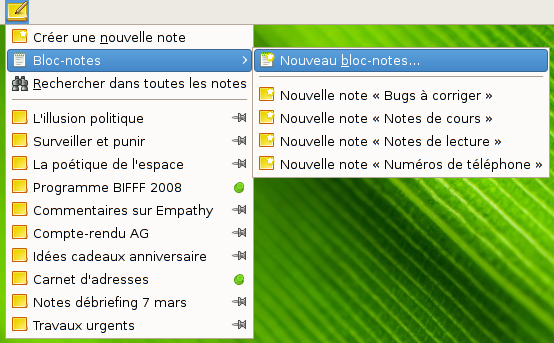 Créer une nouvelle note
Bloc-notes
Rechercher dans toutes les notes
L'illusion politique
Surveiller et punir
La poétique de l'espace
Programme BIFFF 2008
Commentaires sur Empathy
Compte-rendu AG
Idées cadeaux anniversaire
Carnet d'adresses
Notes débriefing 7 mars
Travaux urgents
Nouveau bloc-notes...
Nouvelle note « Bugs à corriger »
Nouvelle note « Notes de cours »
Nouvelle note « Notes de lecture »
Nouvelle note « Numéros de téléphone »